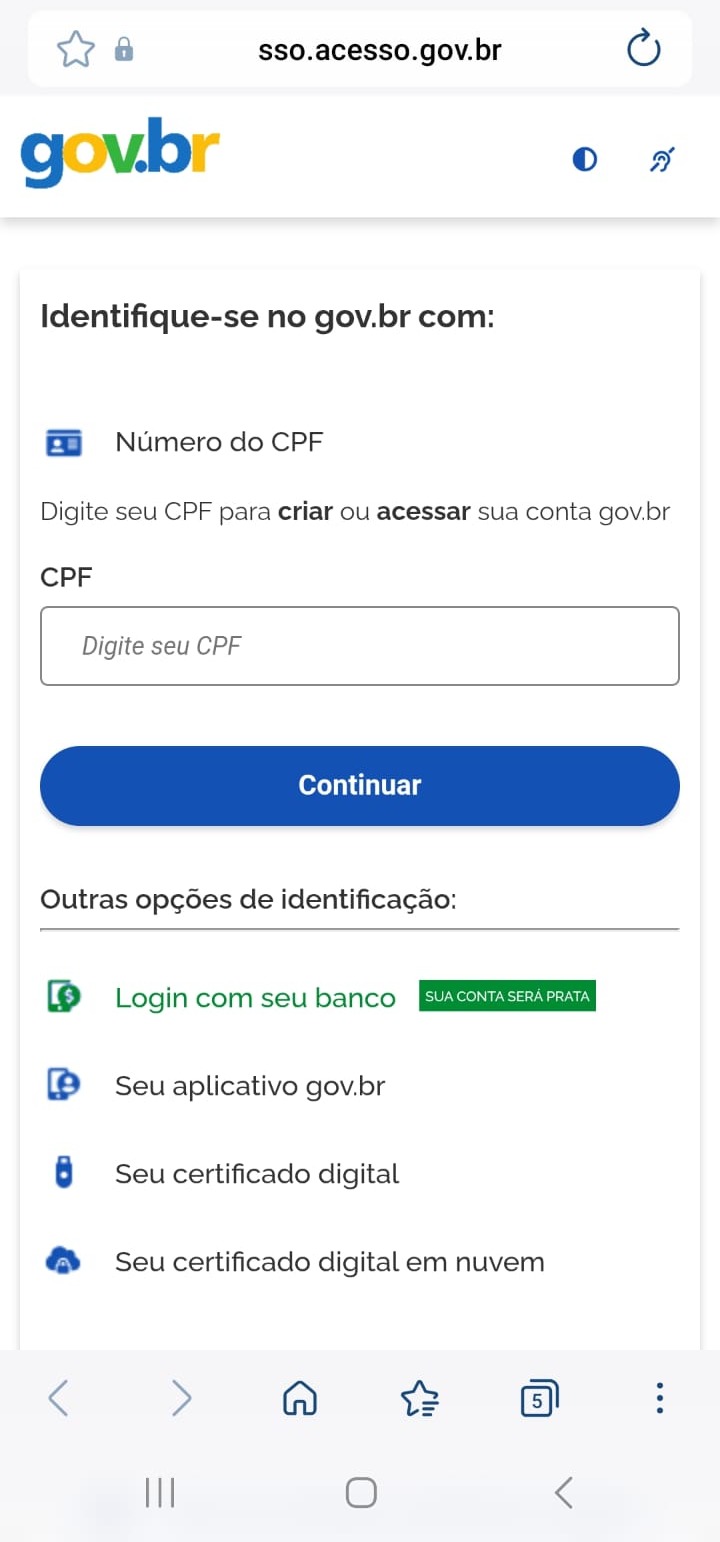 sso.acesso.gov.br
gov.br
Identifique-se no gov.br com:
Número do CPF
Digite seu CPF para criar ou acessar sua conta gov.br
CPF
Digite seu CPF
Continuar
Outras opções de identificação:
Login com seu banco SUA CONTA SERÁ PRATA
Seu aplicativo gov.br
Seu certificado digital
Seu certificado digital em nuvem
5